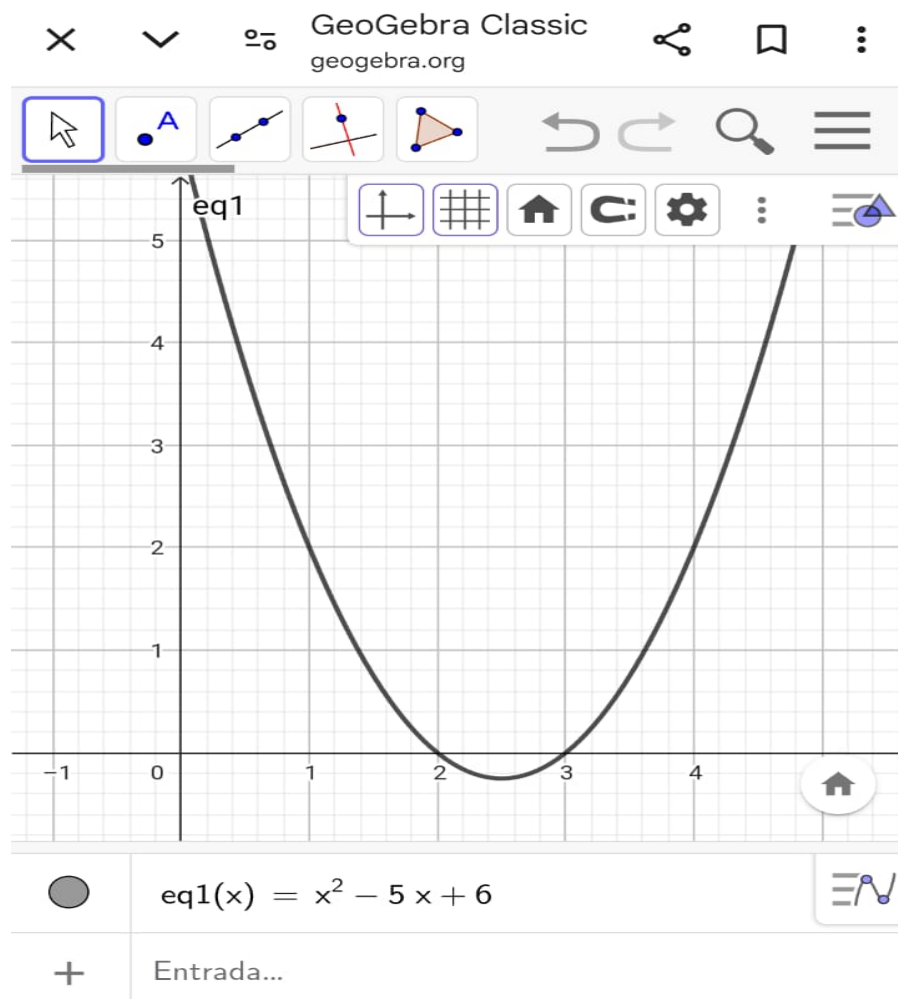 GeoGebra Classic
geogebra.org
A
eq1
5
4
3
2
1
−1 0 1 2 3 4
eq1(x) = x² − 5 x + 6
+ Entrada...